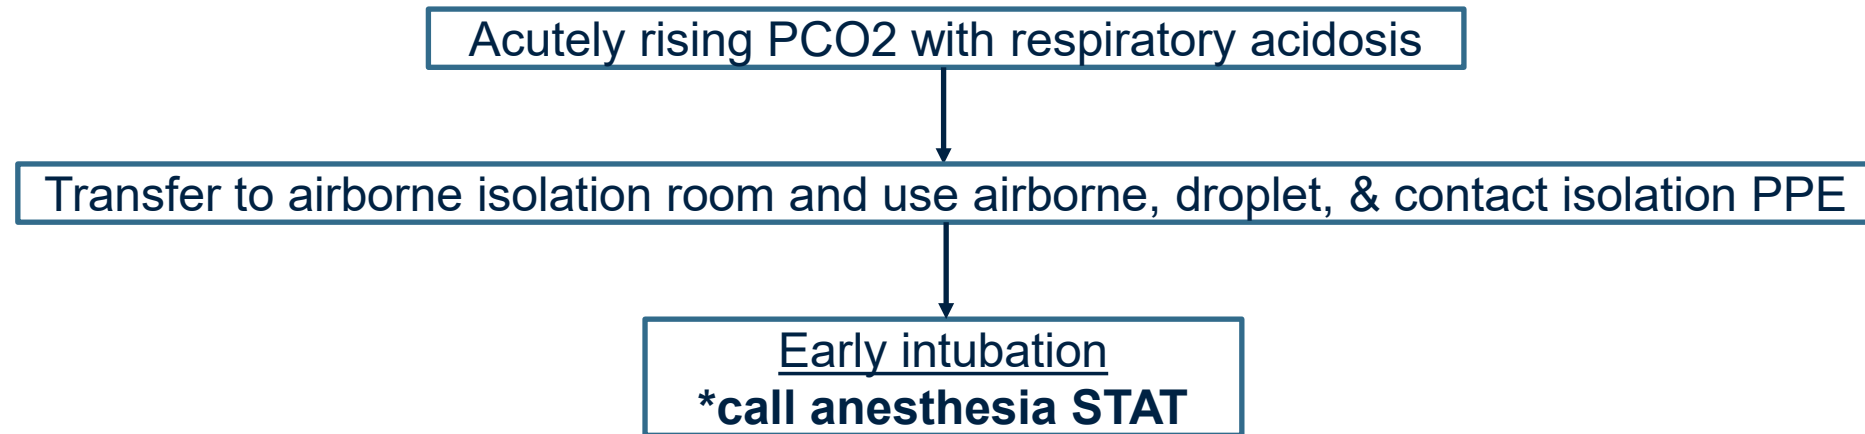 Acutely rising PCO2 with respiratory acidosis
Transfer to airborne isolation room and use airborne, droplet, & contact isolation PPE
Early intubation
*call anesthesia STAT